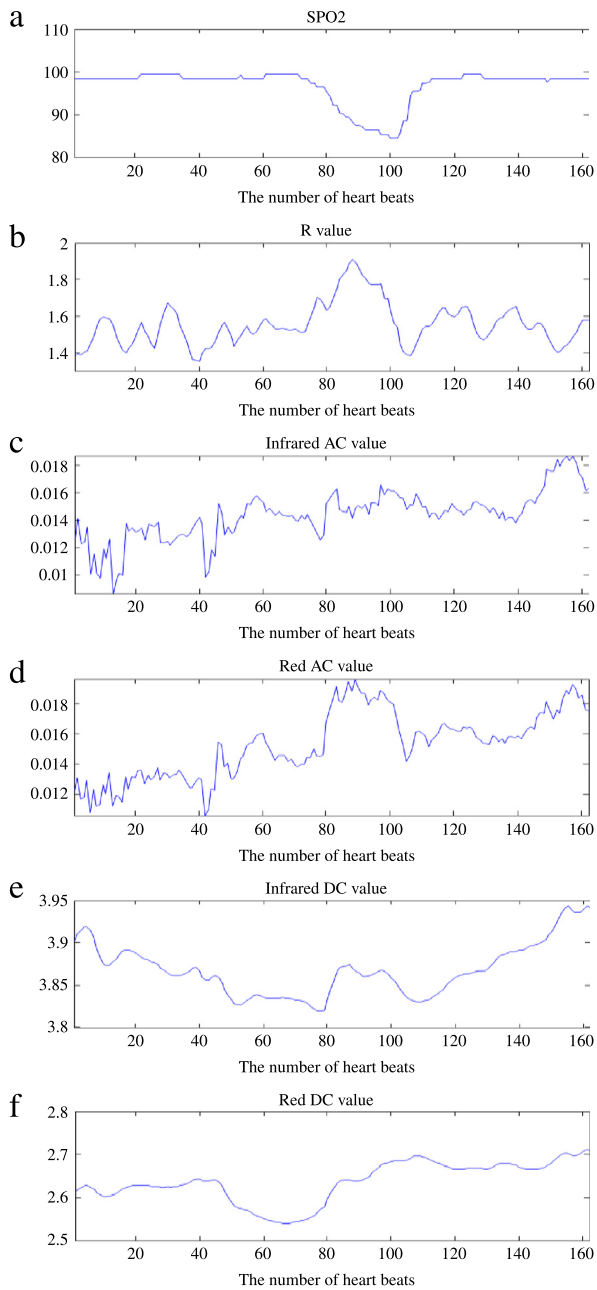 a
SPO2
110
100
90
80
20 40 60 80 100 120 140 160
The number of heart beats
b
R value
2
1.8
1.6
1.4
20 40 60 80 100 120 140 160
The number of heart beats
c
Infrared AC value
0.018
0.016
0.014
0.012
0.01
20 40 60 80 100 120 140 160
The number of heart beats
d
Red AC value
0.018
0.016
0.014
0.012
20 40 60 80 100 120 140 160
The number of heart beats
e
Infrared DC value
3.95
3.9
3.85
3.8
20 40 60 80 100 120 140 160
The number of heart beats
f
Red DC value
2.8
2.7
2.6
2.5
20 40 60 80 100 120 140 160
The number of heart beats